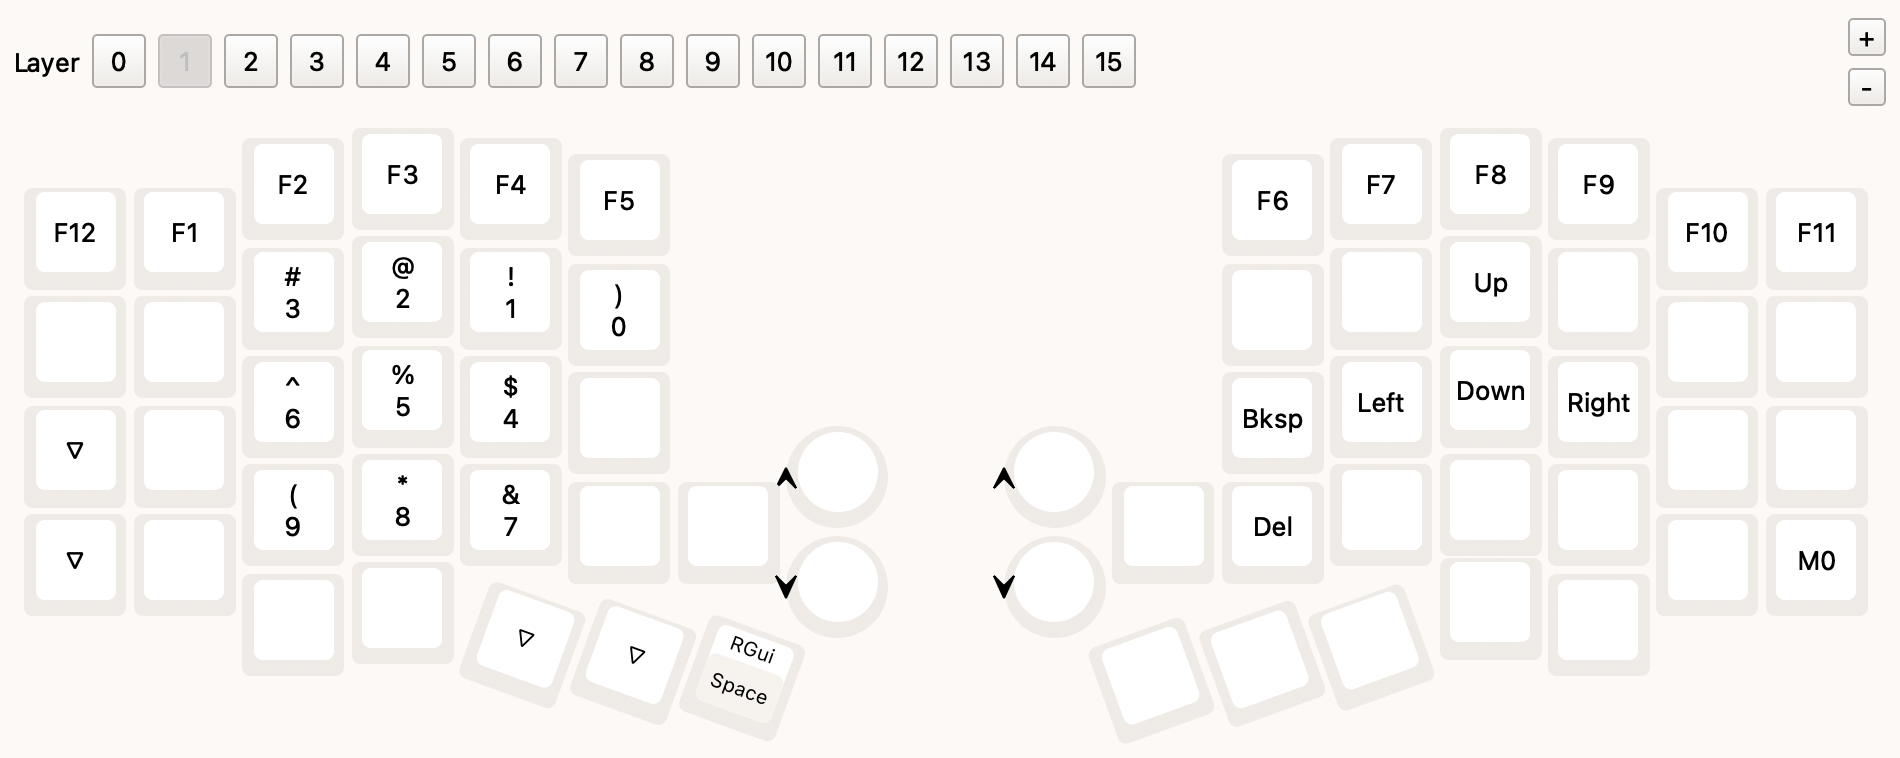 Layer 0 1 2 3 4 5 6 7 8 9 10 11 12 13 14 15
+
-
F12 F1 F2 F3 F4 F5 F6 F7 F8 F9 F10 F11
# @ ! )
3 2 1 0
Up
^ % $
6 5 4
Bksp Left Down Right
▽
( * &
9 8 7
Del
▽
M0
▽ ▽
RGui
Space